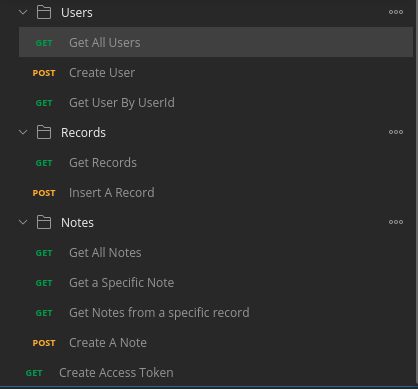 Users
GET Get All Users
POST Create User
GET Get User By UserId
Records
GET Get Records
POST Insert A Record
Notes
GET Get All Notes
GET Get a Specific Note
GET Get Notes from a specific record
POST Create A Note
GET Create Access Token